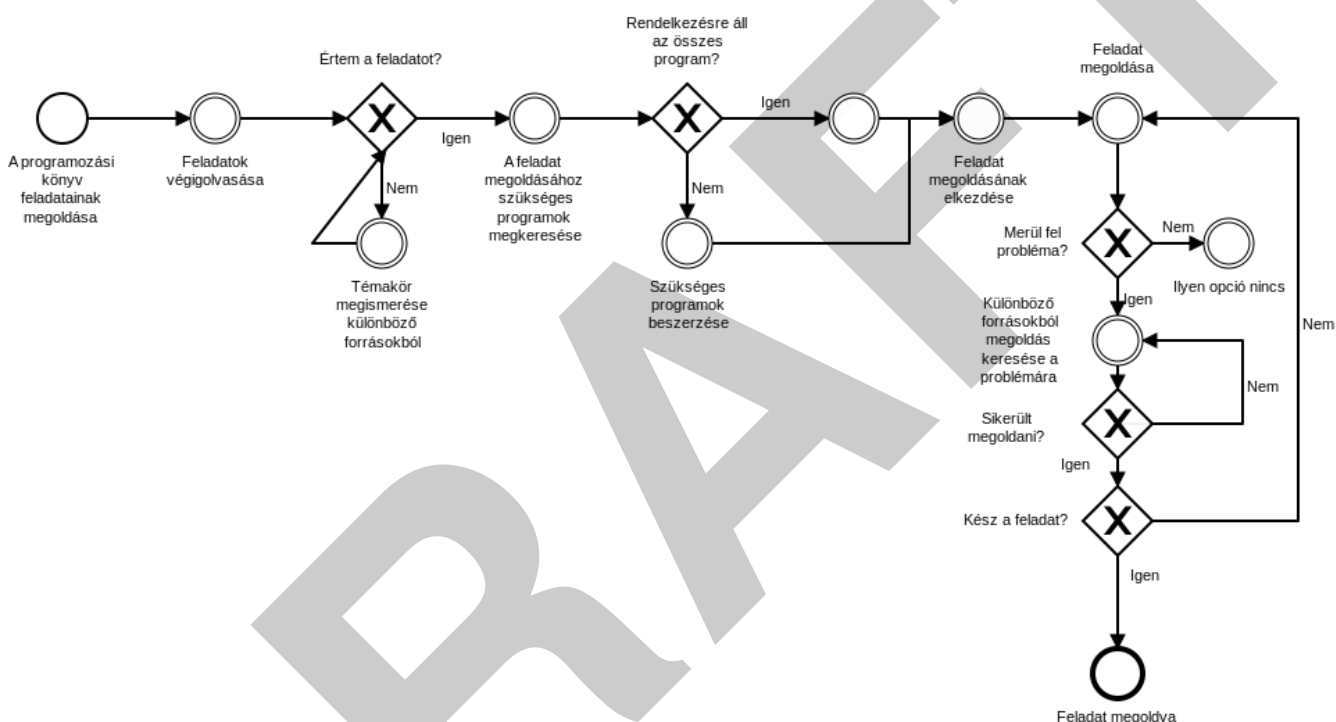 A programozási
könyv
feladatainak
megoldása
Feladatok
végigolvasása
Értem a feladatot?
Igen
Nem
Témakör
megismerése
különböző
forrásokból
A feladat
megoldásához
szükséges
programok
megkeresése
Rendelkezésre áll
az összes
program?
Igen
Nem
Szükséges
programok
beszerzése
Feladat
megoldásának
elkezdése
Feladat
megoldása
Merül fel
probléma?
Nem
Ilyen opció nincs
Igen
Különböző
forrásokból
megoldás
keresése a
problémára
Sikerült
megoldani?
Nem
Igen
Kész a feladat?
Nem
Igen
Feladat megoldva